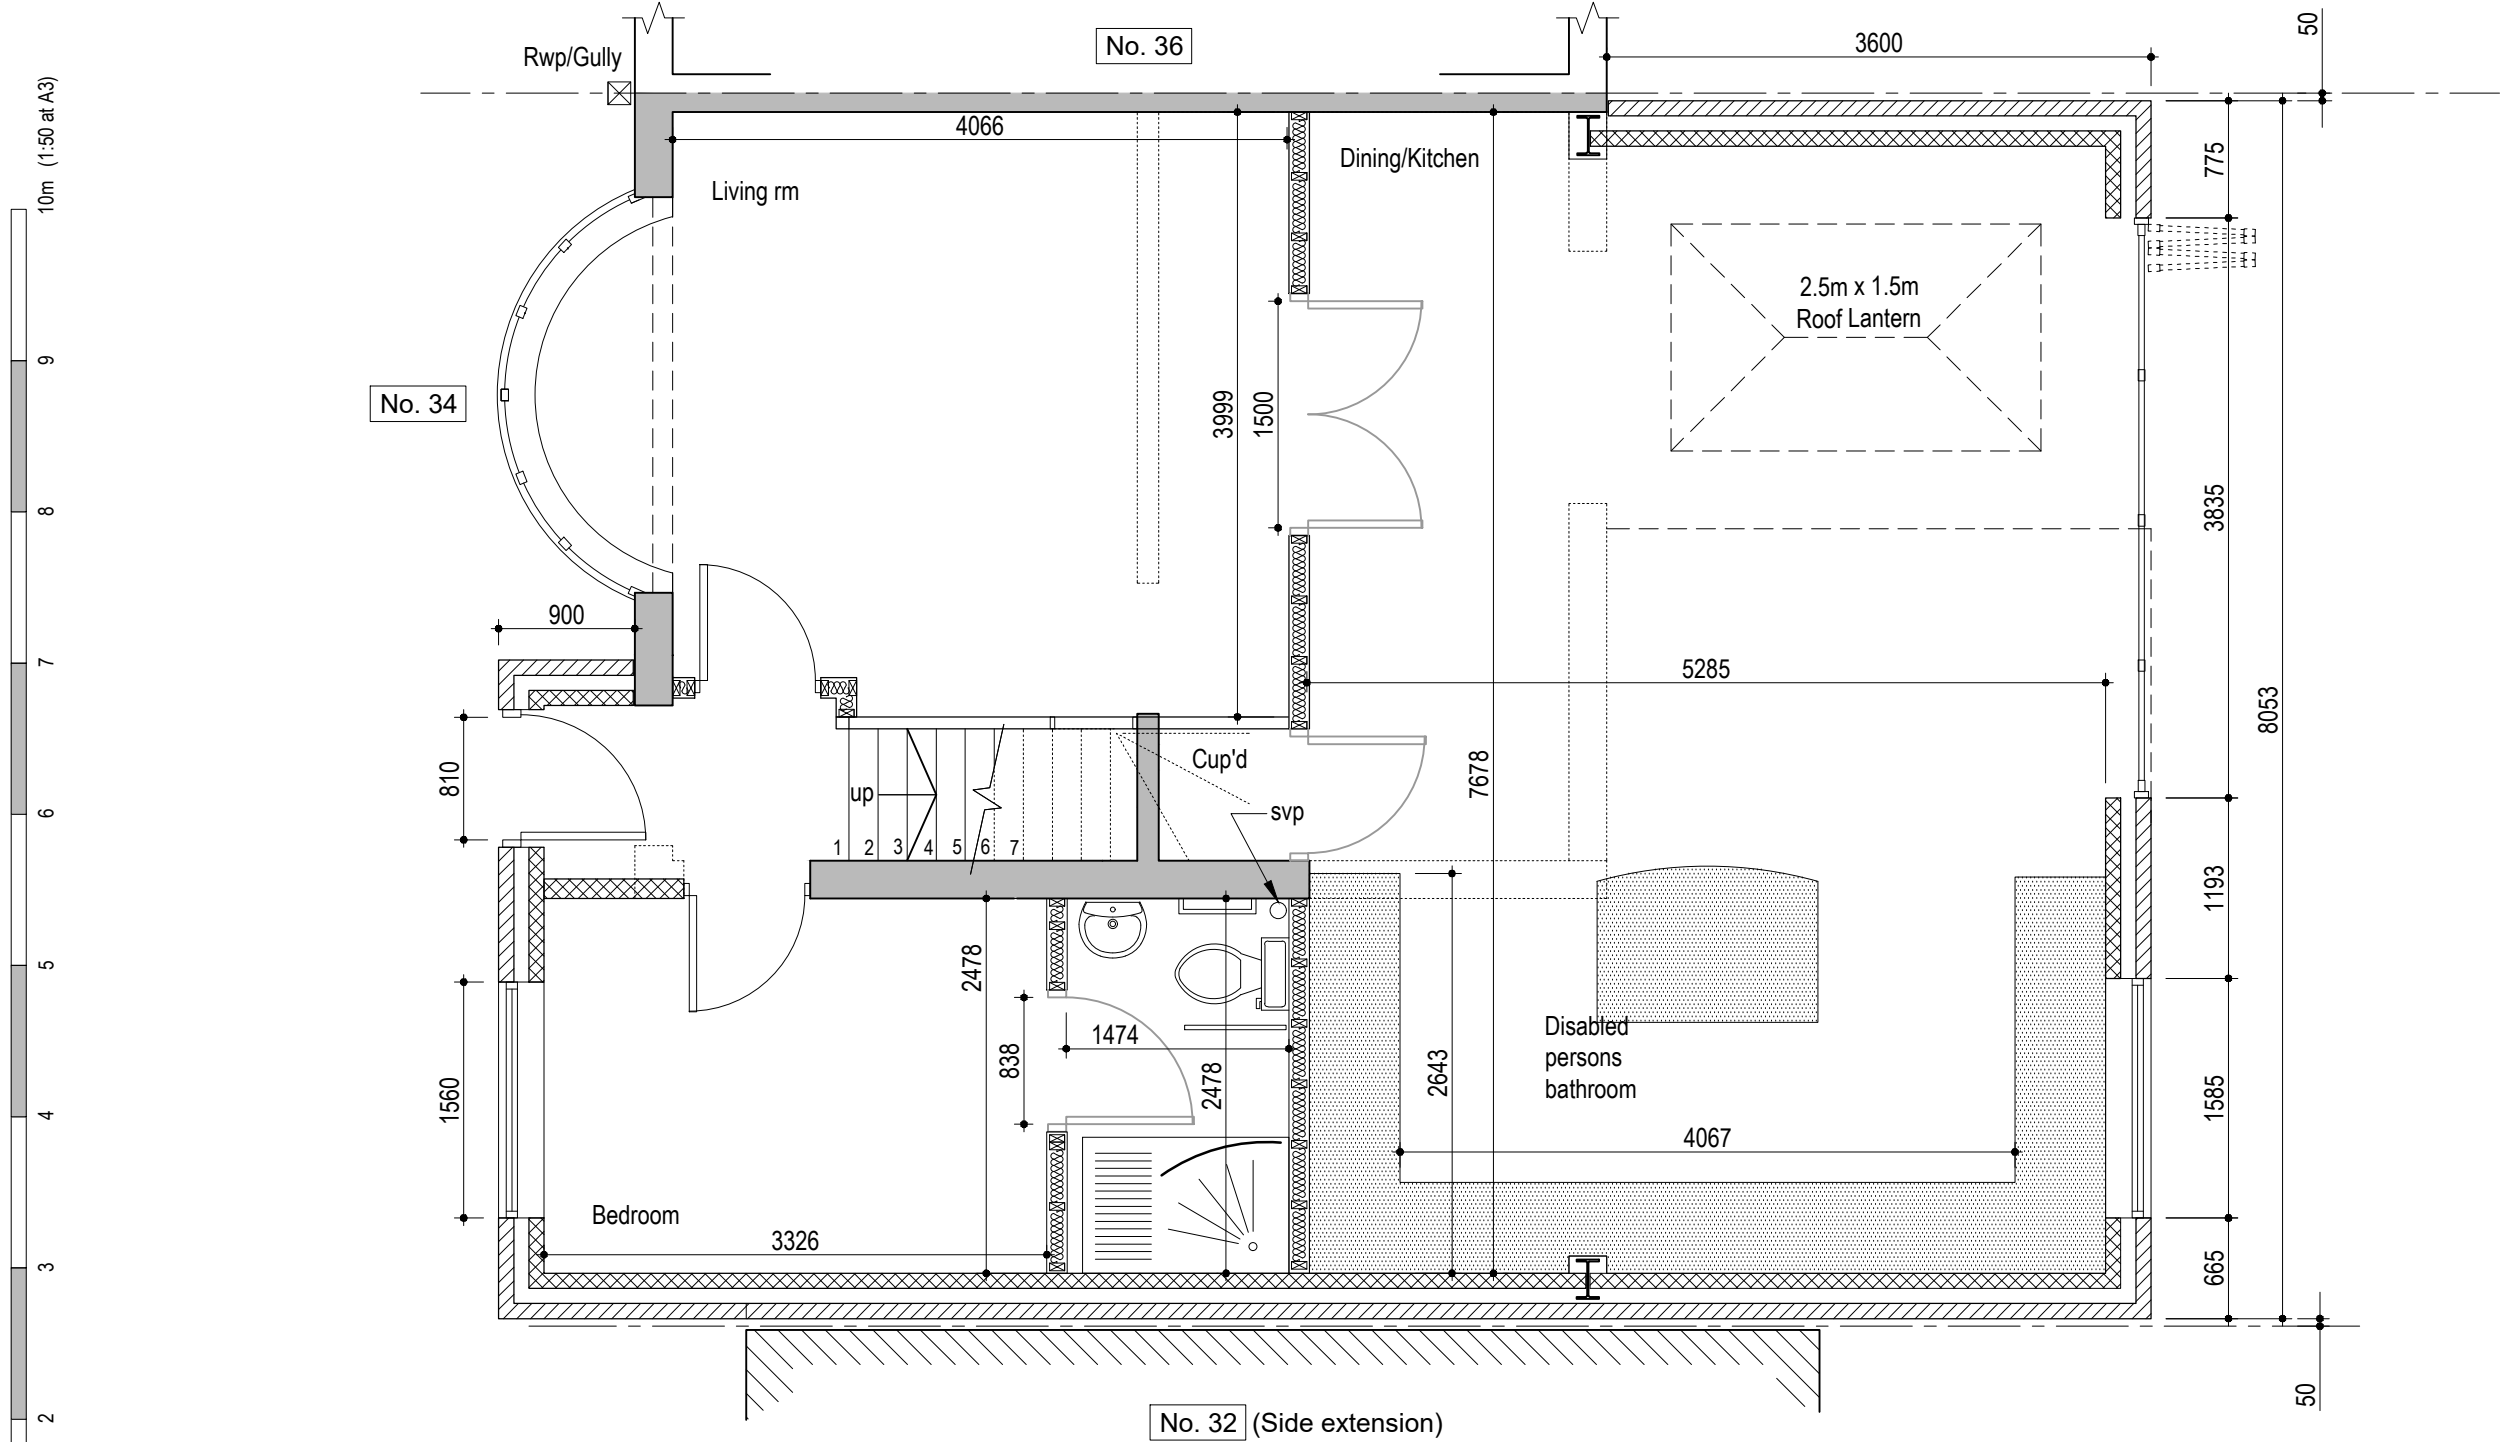 No. 36
Rwp/Gully
50
3600
10m (1:50 at A3)
4066
Dining/Kitchen
775
Living rm
2.5m x 1.5m
Roof Lantern
9
No. 34
3999
1500
8
3835
900
7
5285
8053
810
Cup'd
7678
up
svp
6
1 2 3 4 5 6 7
1193
5
2478
1474
838
2643
2478
Disabled
persons
bathroom
1560
4
1585
4067
Bedroom
3326
3
665
50
2
No. 32 (Side extension)